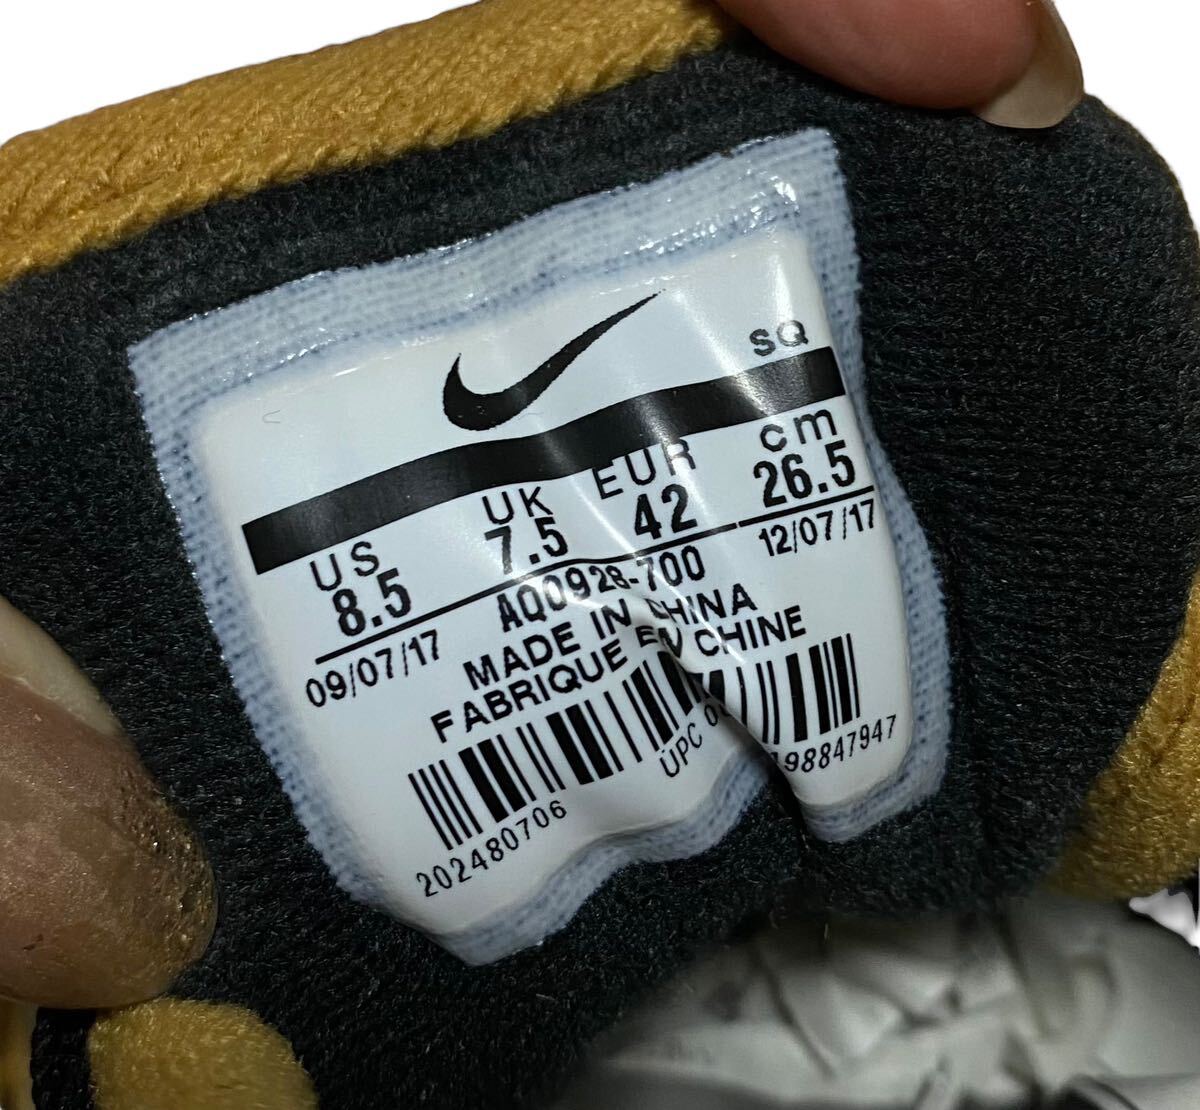 SQ
US UK EUR cm
8.5 7.5 42 26.5
09/07/17 AQ0928-700 12/07/17
MADE IN CHINA
FABRIQUE EN CHINE
202480706 UPC